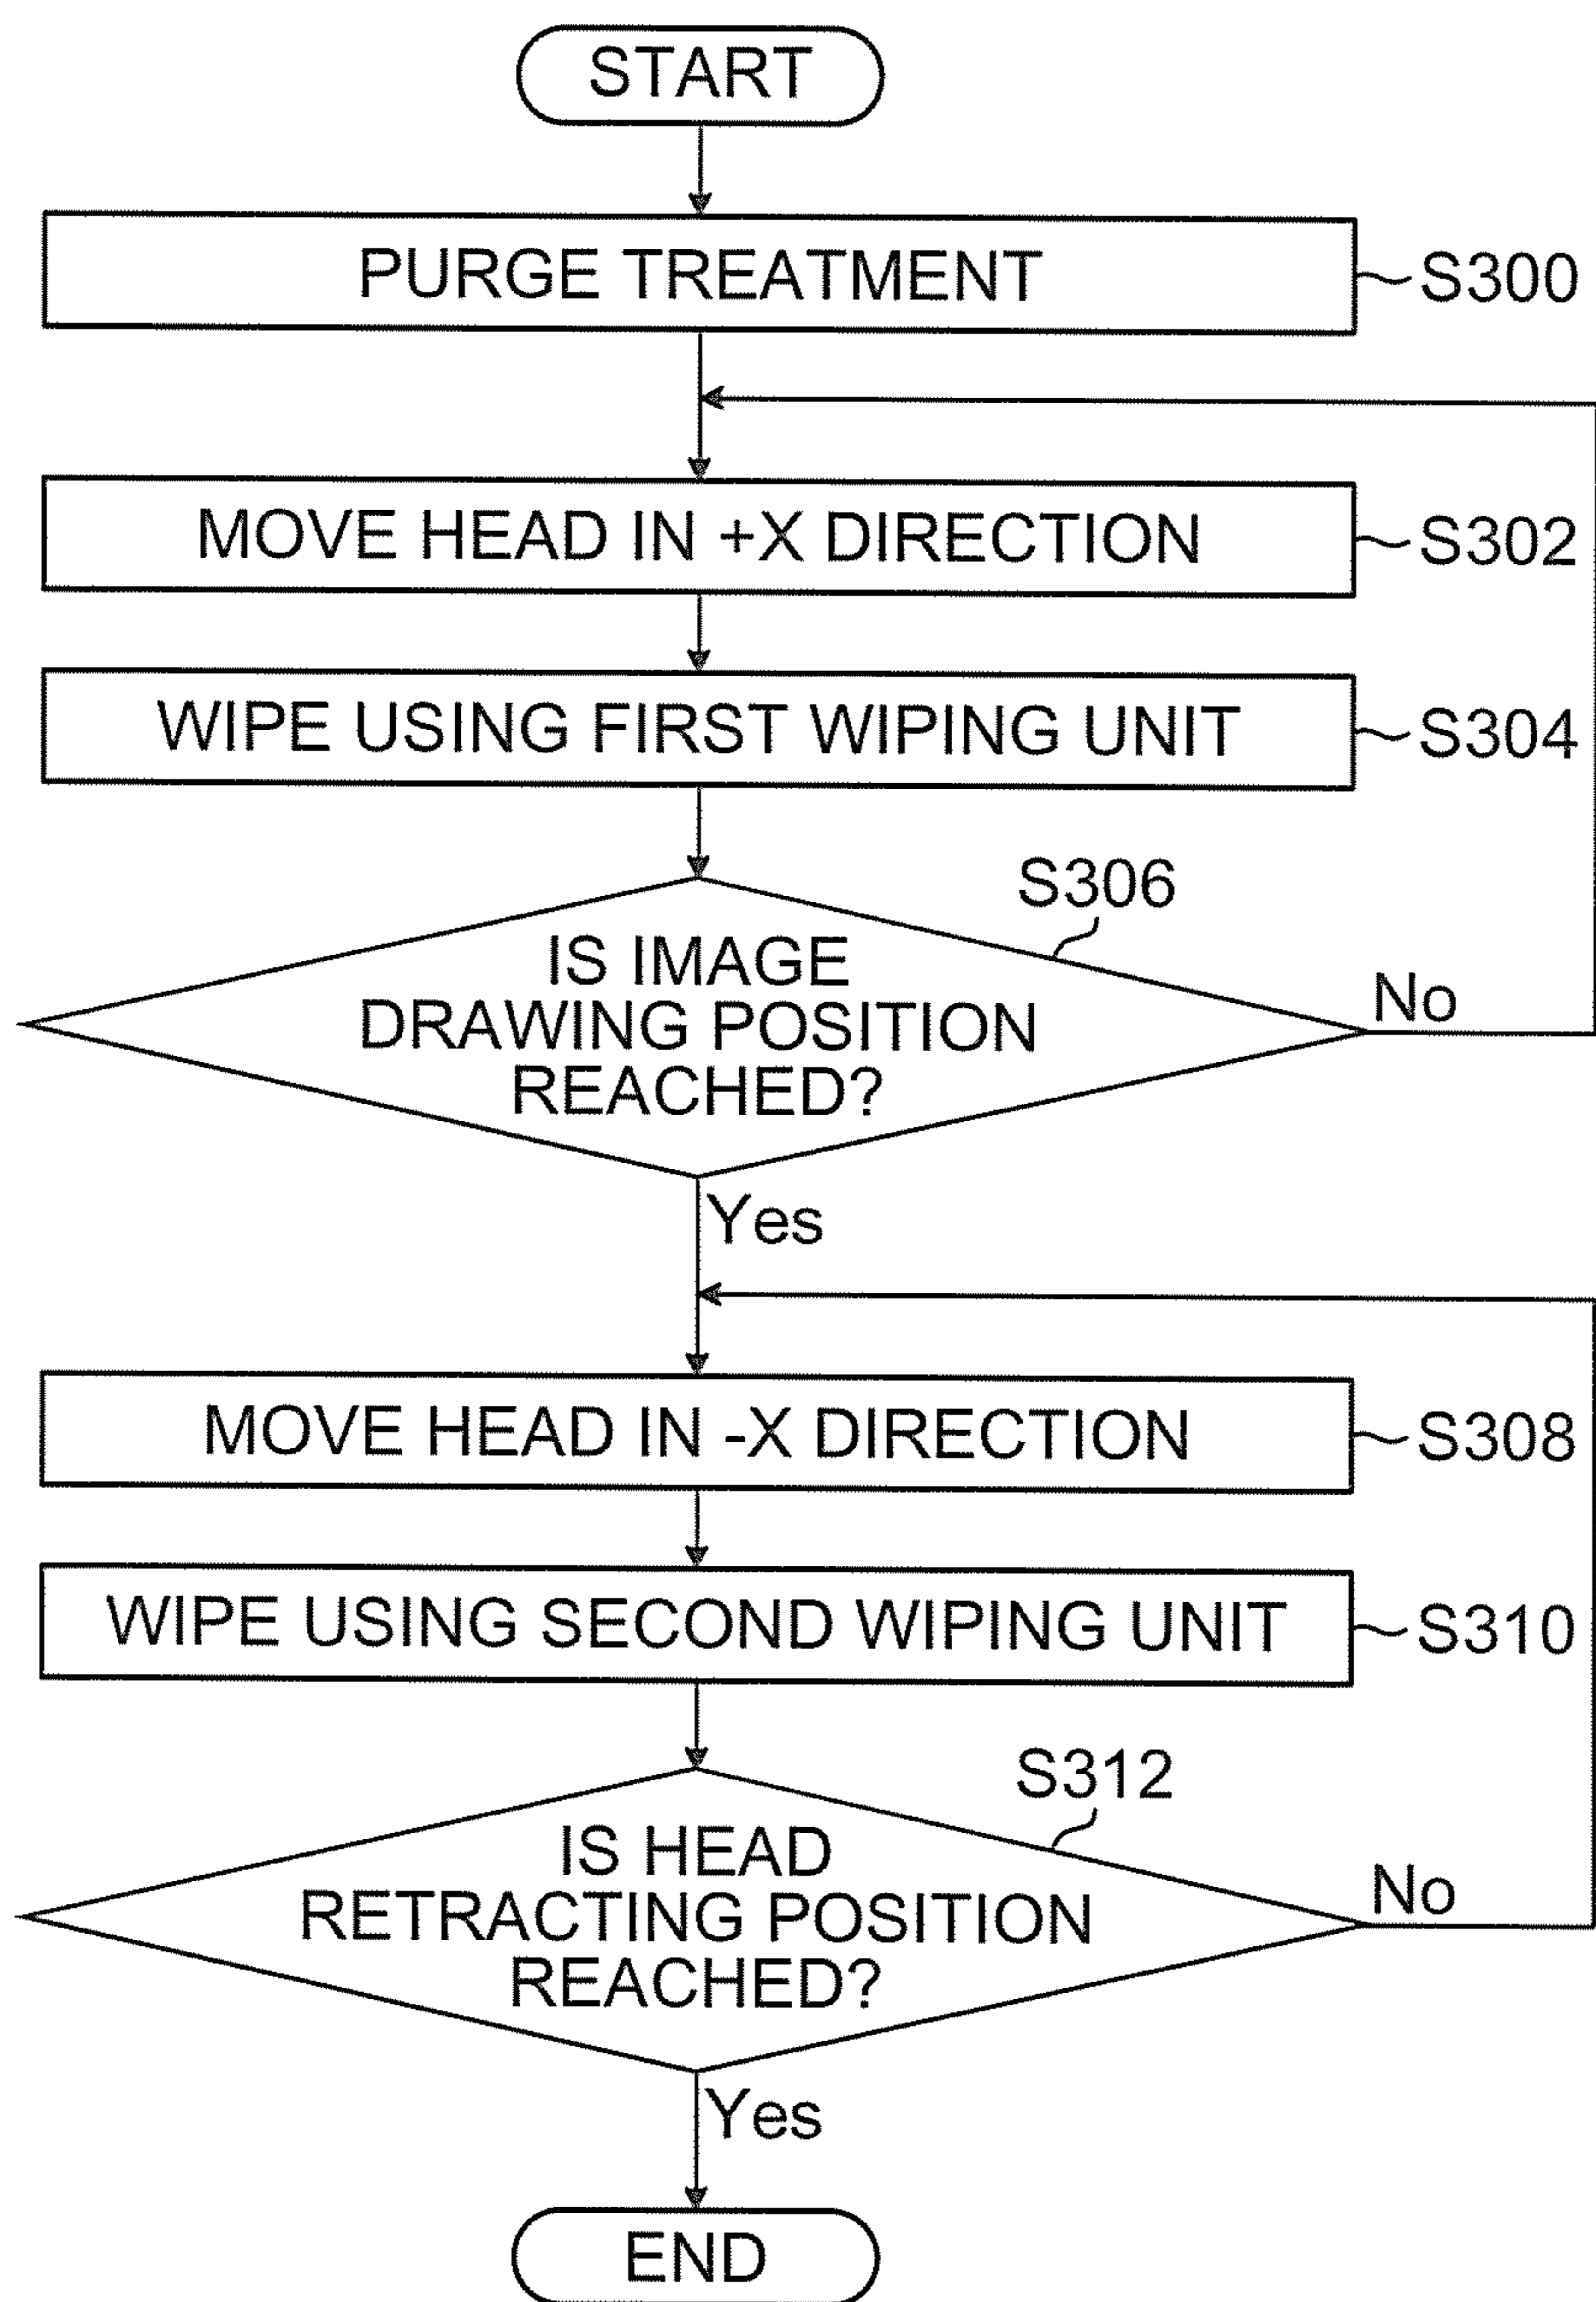 START
PURGE TREATMENT
S300
MOVE HEAD IN +X DIRECTION
S302
WIPE USING FIRST WIPING UNIT
S304
S306
IS IMAGE
DRAWING POSITION
REACHED?
No
Yes
MOVE HEAD IN -X DIRECTION
S308
WIPE USING SECOND WIPING UNIT
S310
S312
IS HEAD
RETRACTING POSITION
REACHED?
No
Yes
END